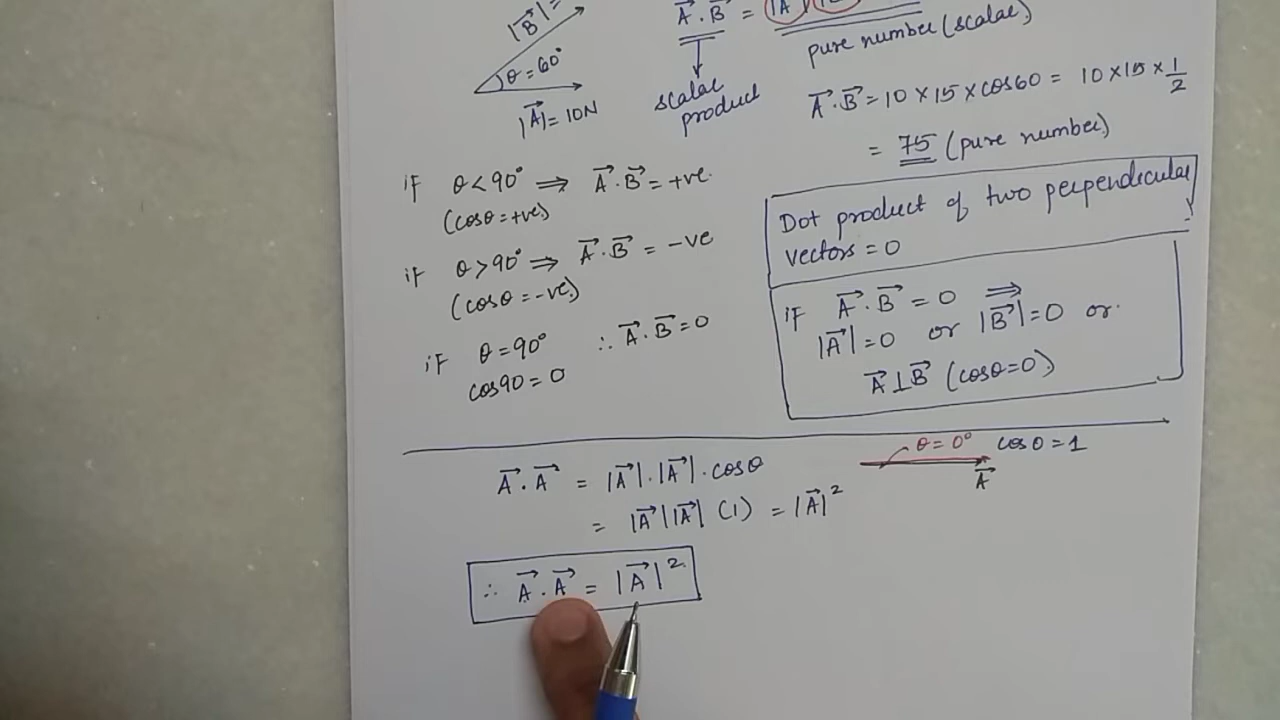 |B⃗|=
θ=60°
|A⃗|=10N
A⃗.B⃗ = |A|
scalar product
pure number (scalar)
A⃗.B⃗=10×15×cos60= 10×15×1/2
= 75 (pure number)
if θ<90° ⟹ A⃗.B⃗=+ve.
(cosθ=+ve)
if θ>90° ⟹ A⃗.B⃗ = -ve
(cosθ=-ve)
if θ=90° ∴ A⃗.B⃗=0
cos90=0
Dot product of two perpendicular
vectors=0
if A⃗.B⃗=0 ⟹
|A⃗|=0 or |B⃗|=0 or.
A⃗⊥B⃗ (cosθ=0)
θ=0° cosθ=1
A⃗
A⃗.A⃗ = |A⃗|.|A⃗|.cosθ
= |A⃗||A⃗| (1) = |A⃗|²
∴ A⃗.A⃗ = |A⃗|²